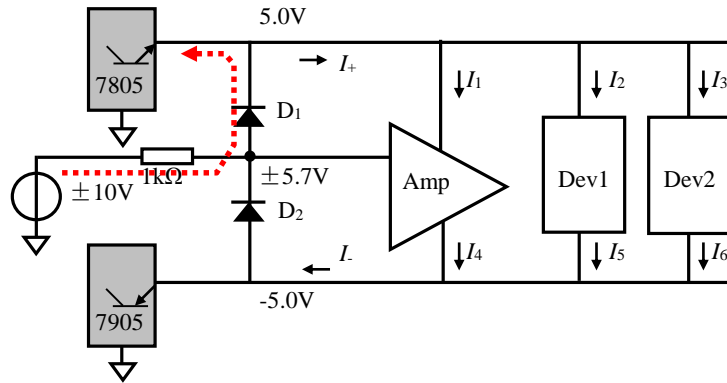 5.0V
7805
I+
I1
I2
I3
D1
1kΩ
±10V
±5.7V
Amp
Dev1
Dev2
D2
I-
I4
I5
I6
-5.0V
7905